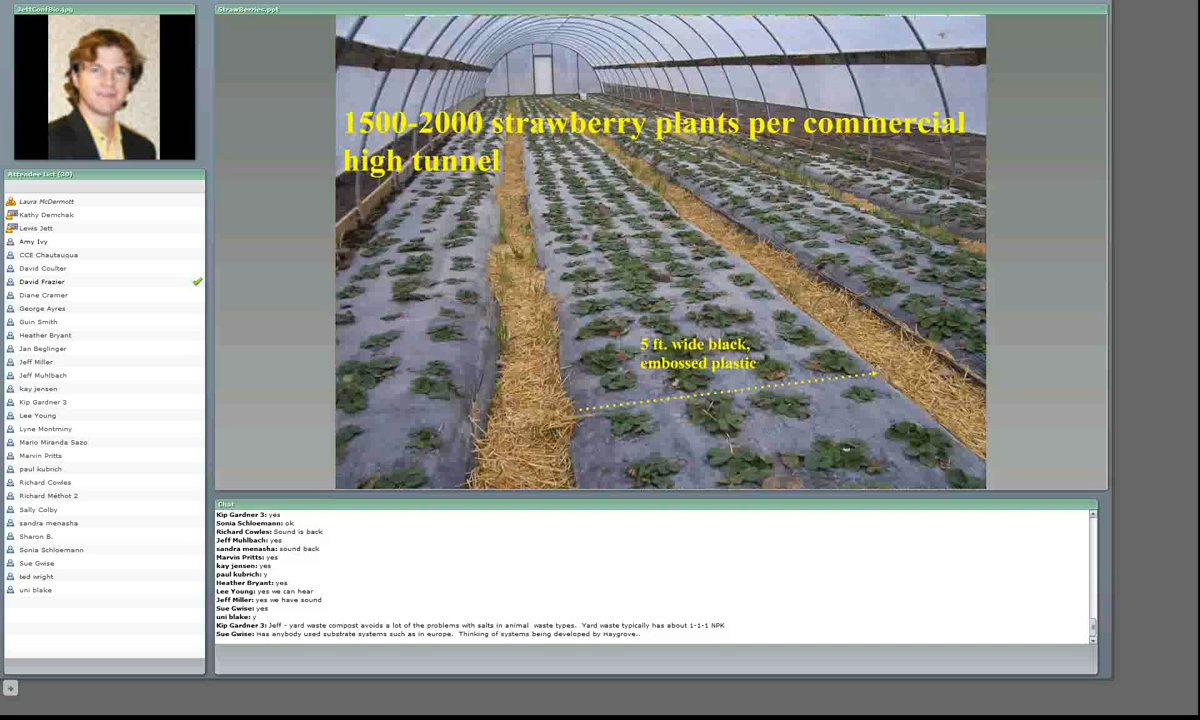 JettConfBio.jpg
StrawBerries.ppt
1500-2000 strawberry plants per commercial
high tunnel
5 ft. wide black,
embossed plastic
Attendee List (30)
Laura McDermott
Kathy Demchak
Lewis Jett
Amy Ivy
CCE Chautauqua
David Coulter
David Frazier
Diane Cramer
George Ayres
Guin Smith
Heather Bryant
Jan Beglinger
Jeff Miller
Jeff Muhlbach
kay jensen
Kip Gardner 3
Lee Young
Lyne Montminy
Mario Miranda Sazo
Marvin Pritts
paul kubrich
Richard Cowles
Richard Méthot 2
Sally Colby
sandra menasha
Sharon B.
Sonia Schloemann
Sue Gwise
ted wright
uni blake
Chat
Kip Gardner 3: yes
Sonia Schloemann: ok
Richard Cowles: Sound is back
Jeff Muhlbach: yes
sandra menasha: sound back
Marvin Pritts: yes
kay jensen: yes
paul kubrich: y
Heather Bryant: yes
Lee Young: yes we can hear
Jeff Miller: yes we have sound
Sue Gwise: yes
uni blake: y
Kip Gardner 3: Jeff - yard waste compost avoids a lot of the problems with salts in animal waste types. Yard waste typically has about 1-1-1 NPK
Sue Gwise: Has anybody used substrate systems such as in europe. Thinking of systems being developed by Haygrove..